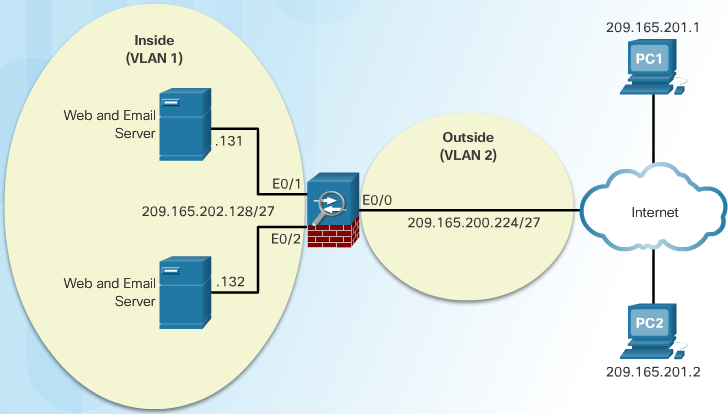 Inside
(VLAN 1)
Web and Email
Server
.131
E0/1
209.165.202.128/27
E0/2
Web and Email
Server
.132
Outside
(VLAN 2)
E0/0
209.165.200.224/27
209.165.201.1
PC1
Internet
PC2
209.165.201.2